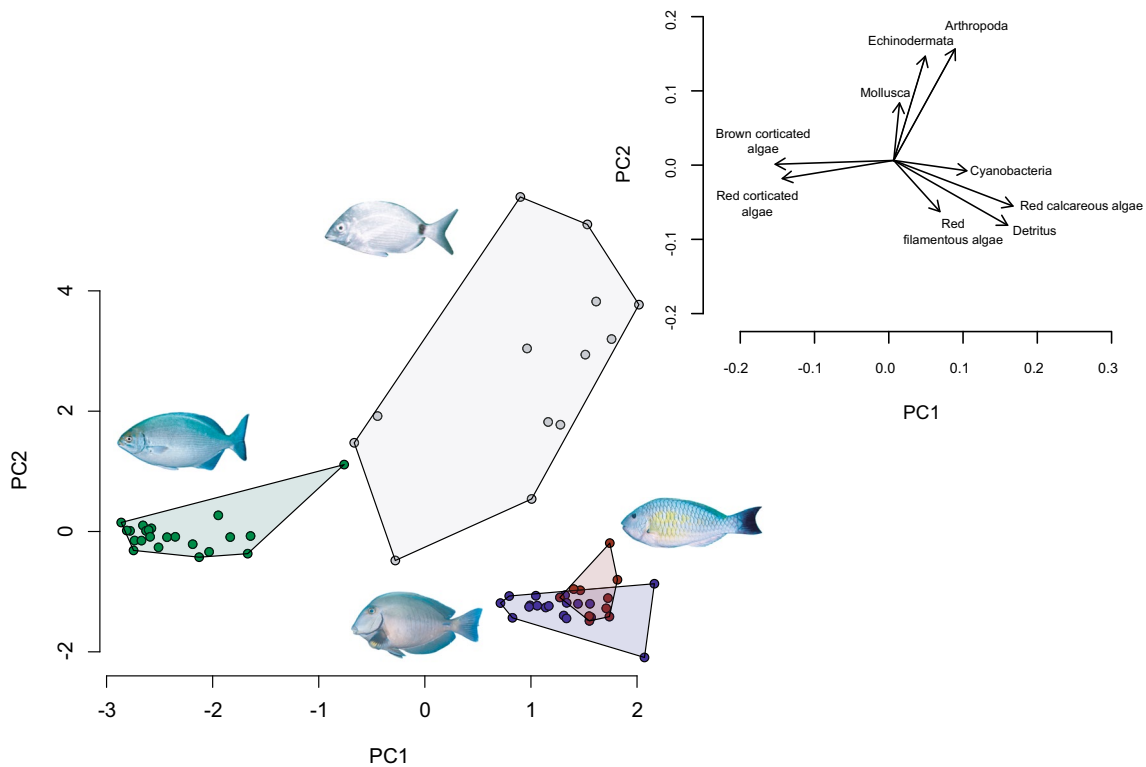 0.2
0.1
0.0
-0.1
-0.2
PC2
Arthropoda
Echinodermata
Mollusca
Brown corticated
algae
Red corticated
algae
Cyanobacteria
Red calcareous algae
Red
filamentous algae
Detritus
-0.2
-0.1
0.0
0.1
0.2
0.3
PC1
4
2
0
-2
PC2
-3
-2
-1
0
1
2
PC1